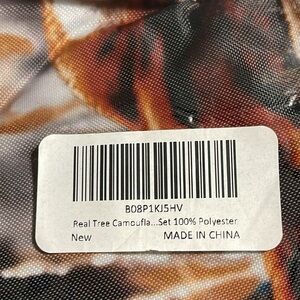 B08P1KJ5HV
Real Tree Camoufla...Set 100% Polyester
New MADE IN CHINA